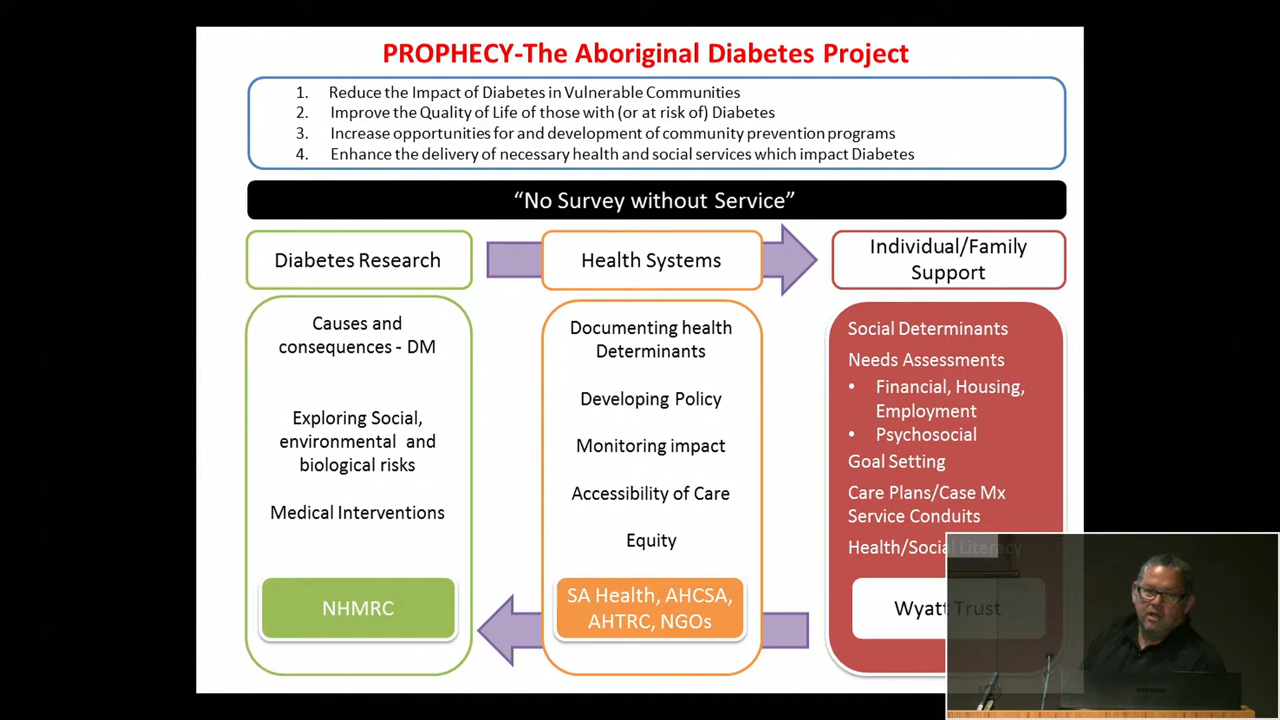 PROPHECY-The Aboriginal Diabetes Project
1. Reduce the Impact of Diabetes in Vulnerable Communities
2. Improve the Quality of Life of those with (or at risk of) Diabetes
3. Increase opportunities for and development of community prevention programs
4. Enhance the delivery of necessary health and social services which impact Diabetes
“No Survey without Service”
Diabetes Research
Causes and
consequences - DM
Exploring Social,
environmental and
biological risks
Medical Interventions
NHMRC
Health Systems
Documenting health
Determinants
Developing Policy
Monitoring impact
Accessibility of Care
Equity
SA Health, AHCSA,
AHTRC, NGOs
Individual/Family
Support
Social Determinants
Needs Assessments
• Financial, Housing,
Employment
• Psychosocial
Goal Setting
Care Plans/Case Mx
Service Conduits
Health/Social Literacy
Wyatt Trust